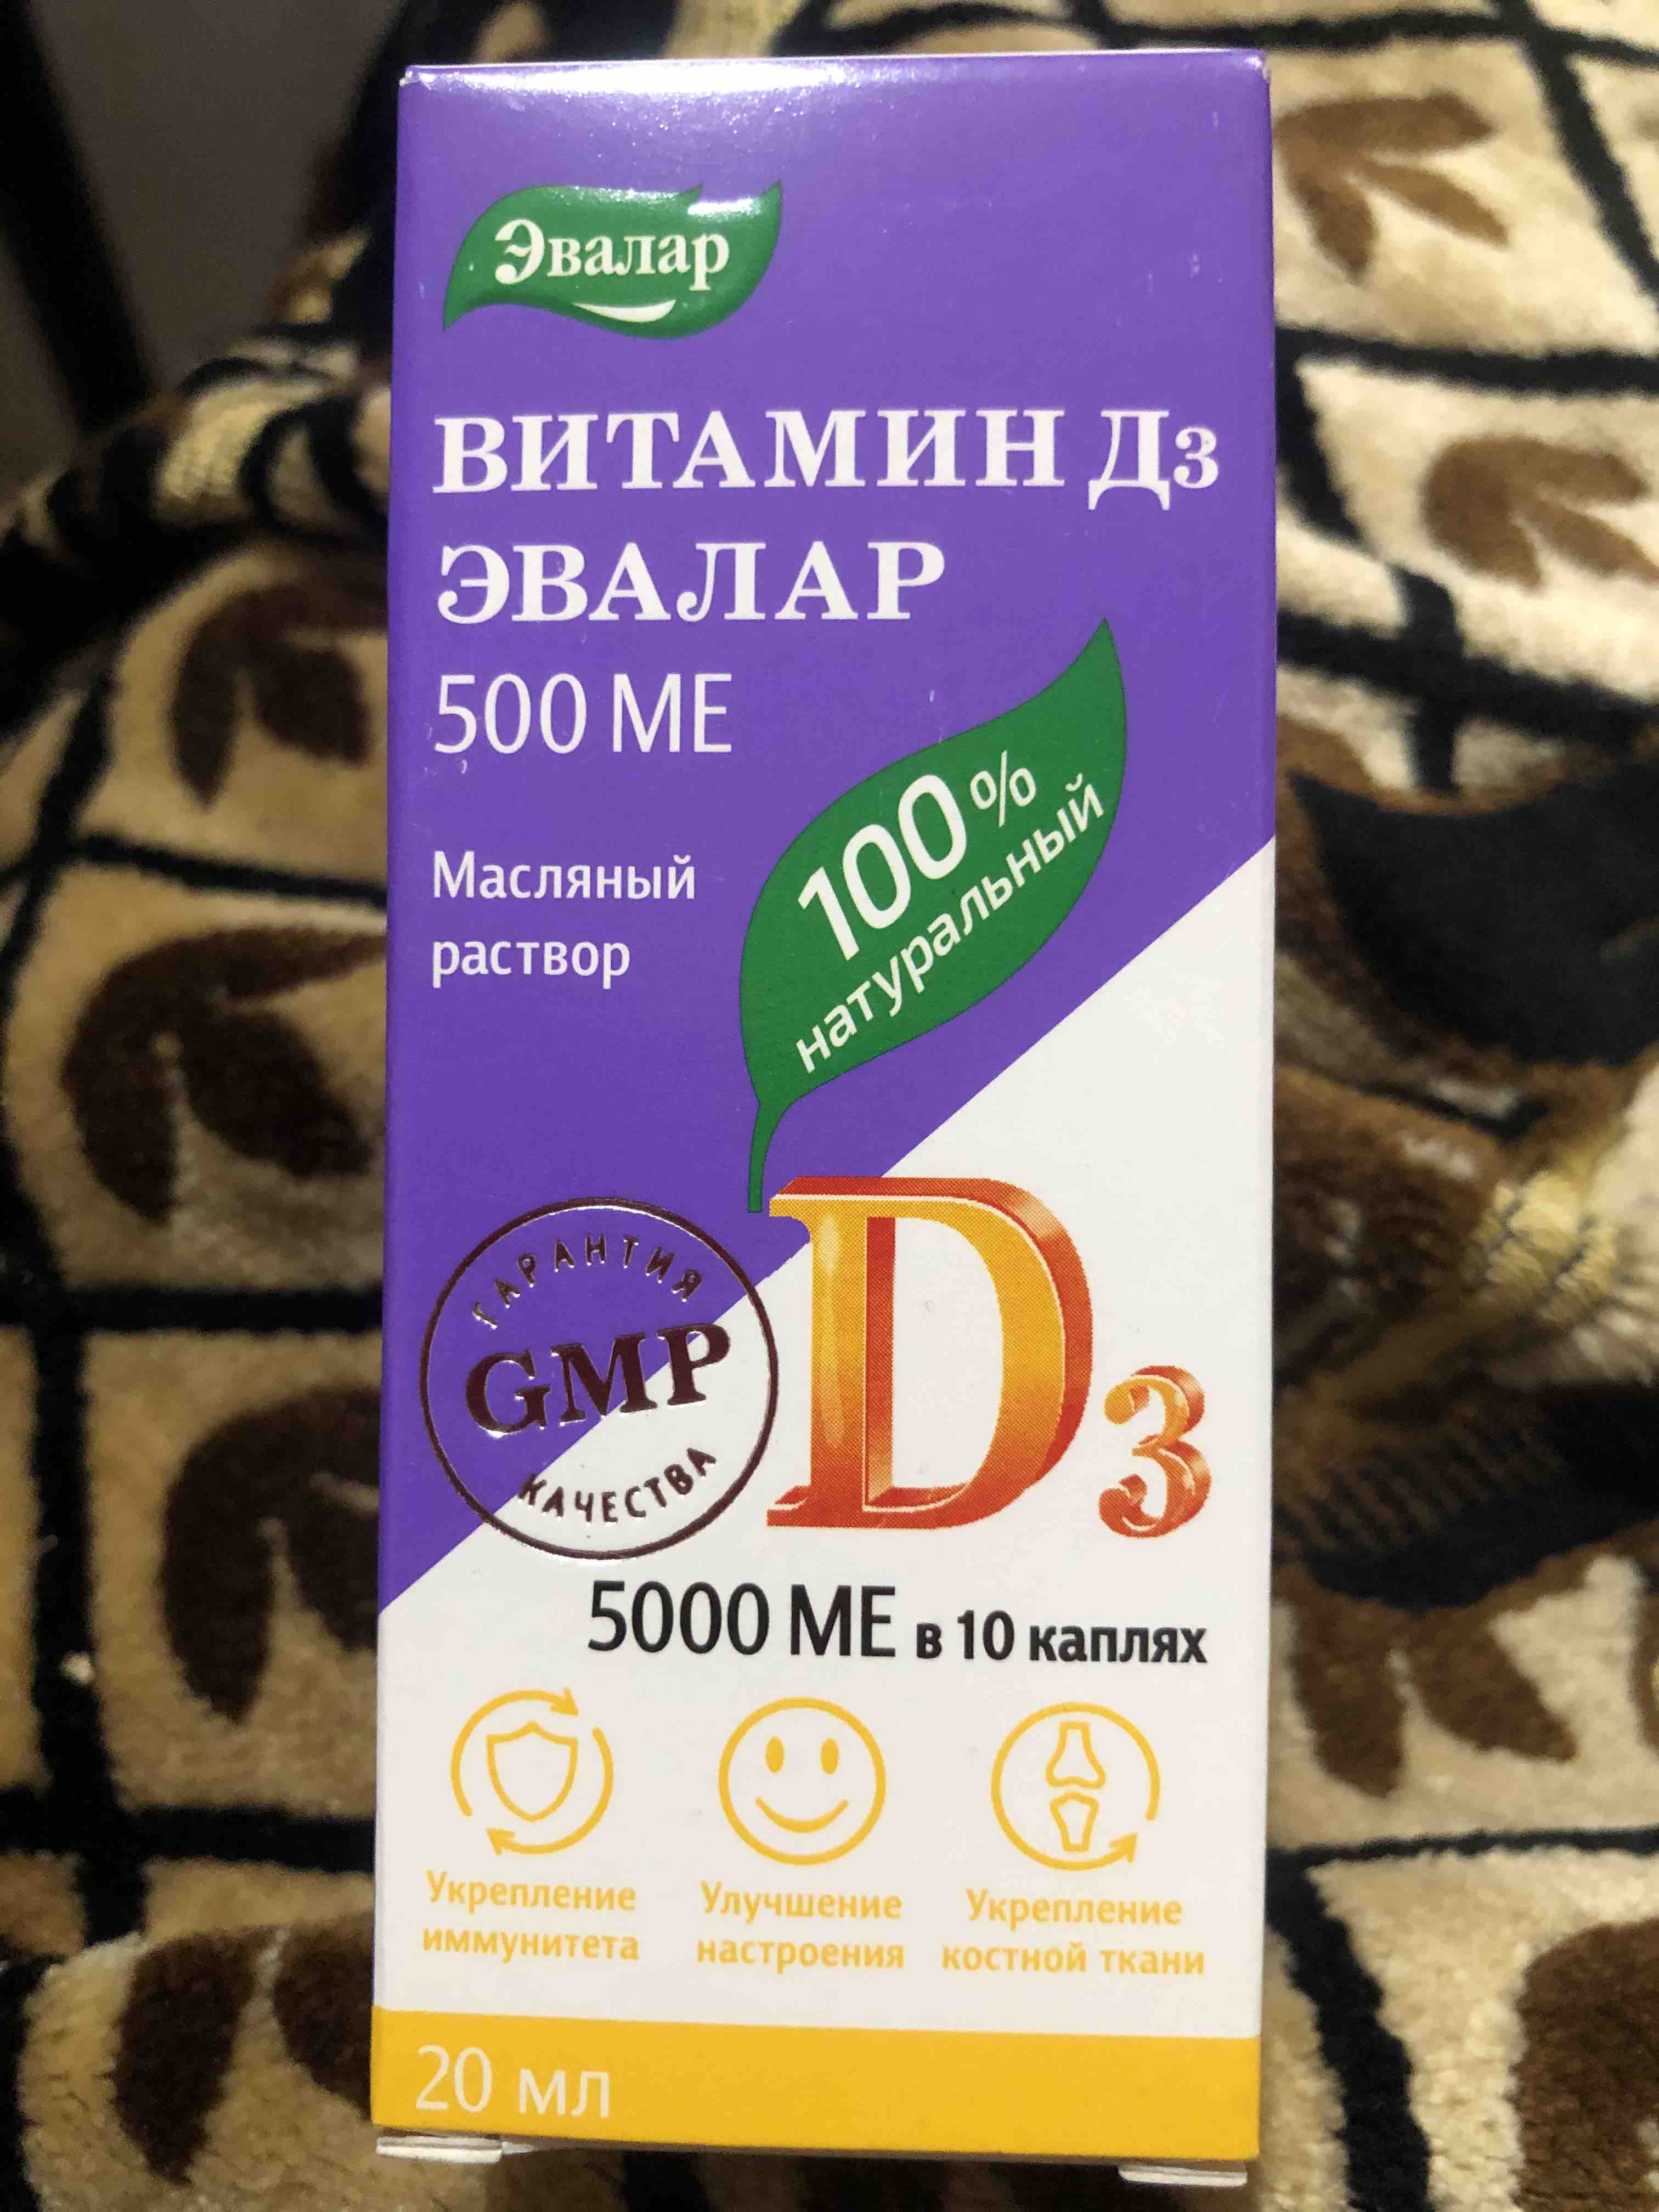 Эвалар
ВИТАМИН Д3
ЭВАЛАР
500 МЕ
Масляный
раствор
100%
натуральный
ГАРАНТИЯ
GMP
КАЧЕСТВА
D3
5000 МЕ в 10 каплях
Укрепление
иммунитета
Улучшение
настроения
Укрепление
костной ткани
20 мл